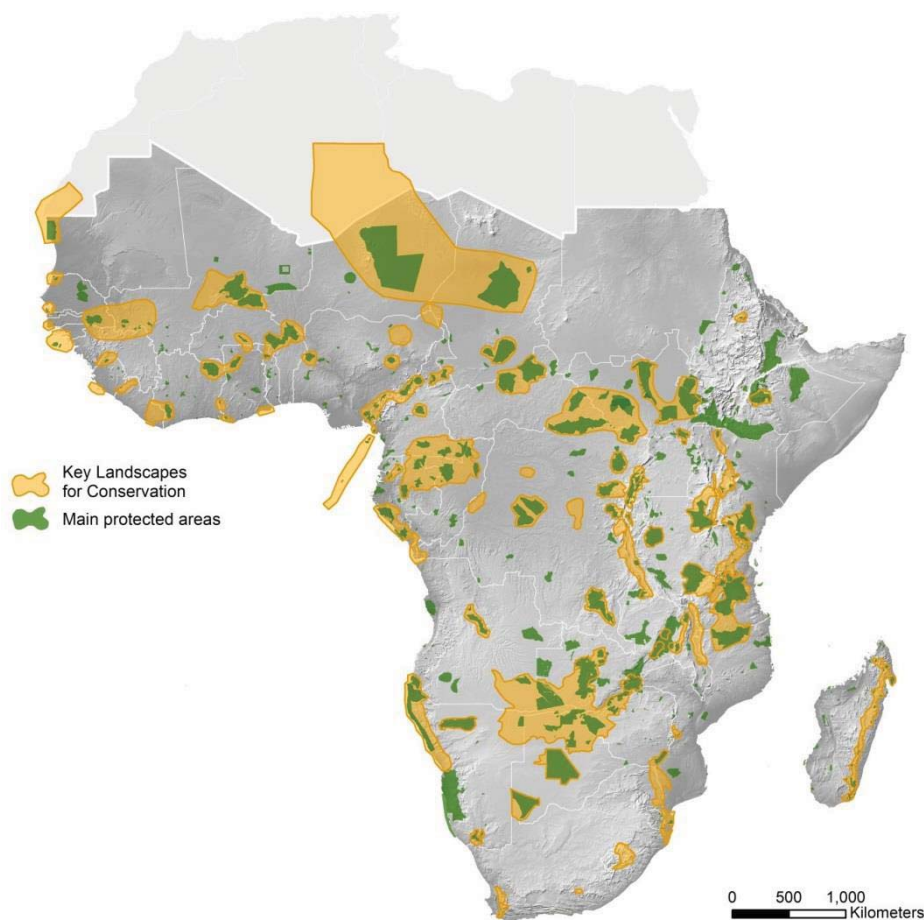 Key Landscapes
for Conservation
Main protected areas
0 500 1,000
Kilometers